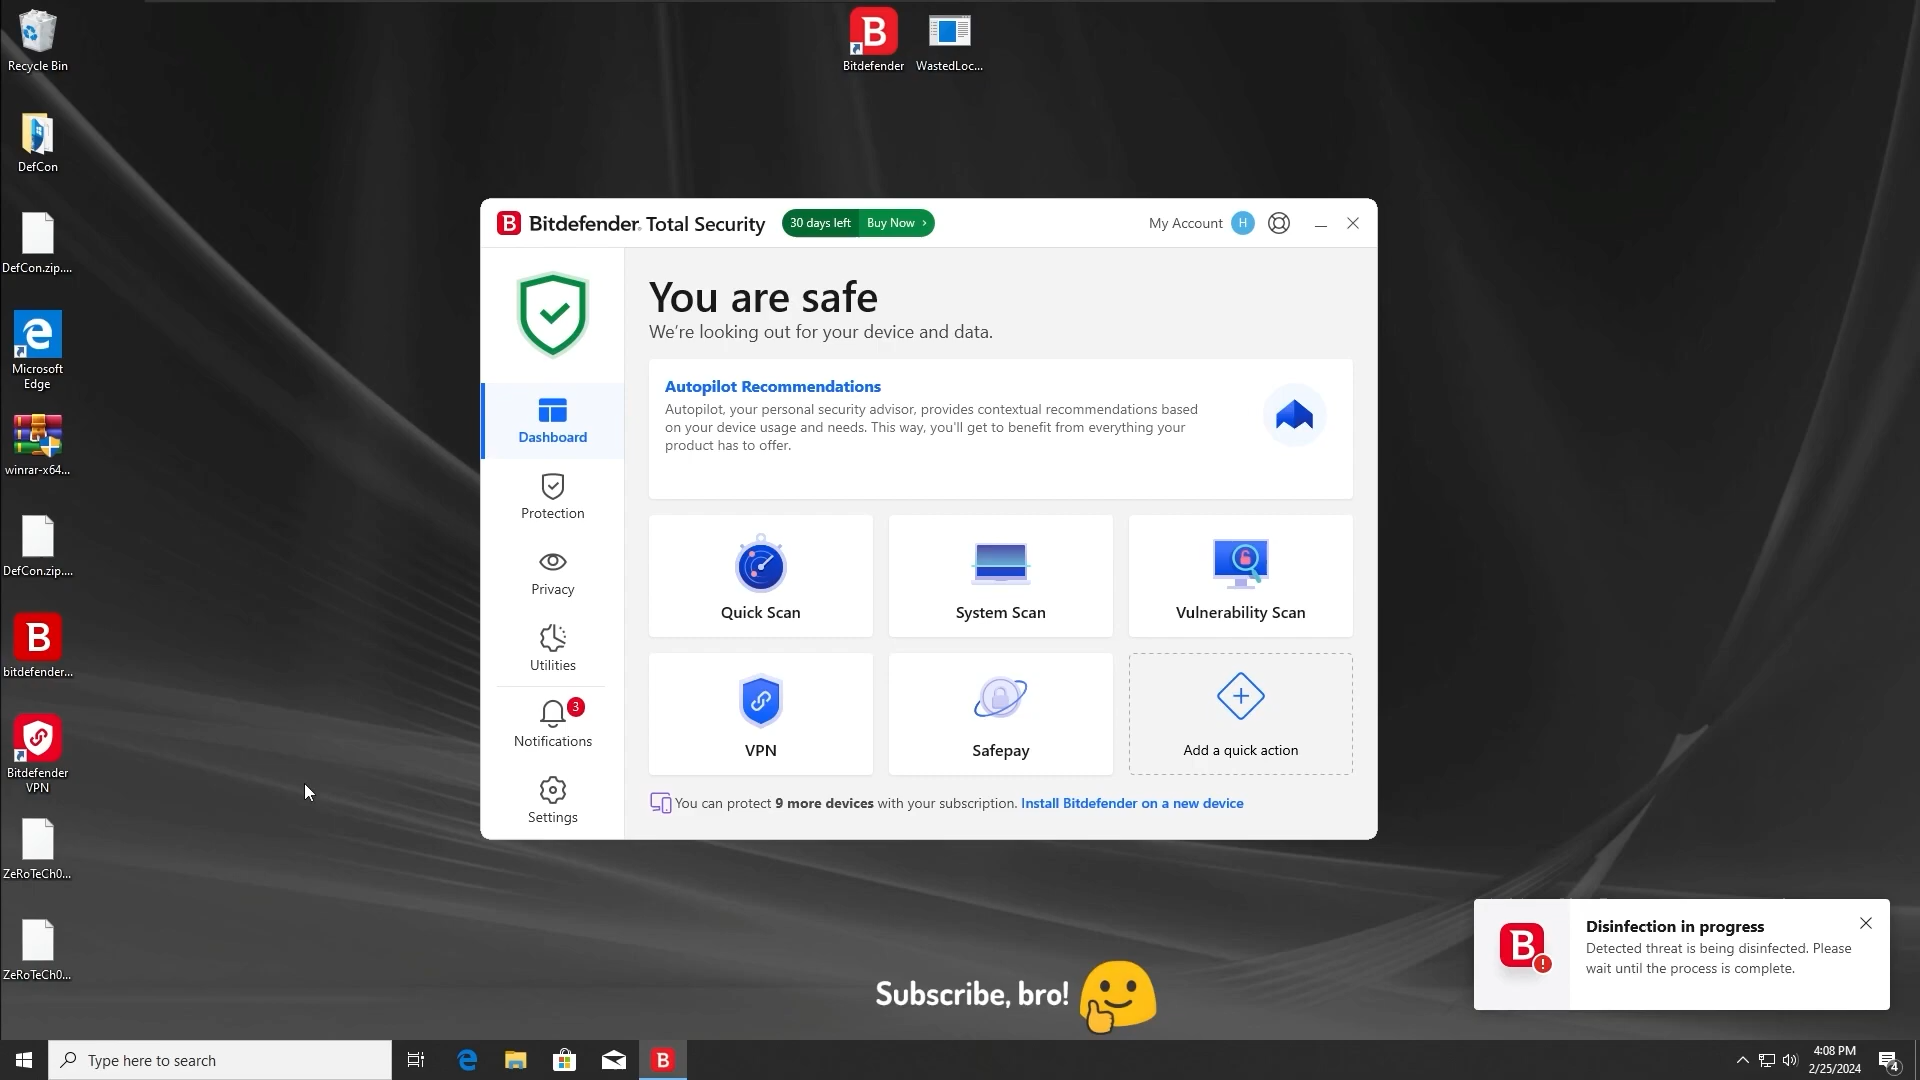 Recycle Bin
DefCon
DefCon.zip....
Microsoft
Edge
winrar-x64...
DefCon.zip....
bitdefender...
Bitdefender
VPN
ZeRoTeCh0...
ZeRoTeCh0...
Bitdefender
WastedLoc...
Bitdefender Total Security
30 days left
Buy Now
My Account
H
You are safe
We're looking out for your device and data.
Autopilot Recommendations
Autopilot, your personal security advisor, provides contextual recommendations based
on your device usage and needs. This way, you'll get to benefit from everything your
product has to offer.
Dashboard
Protection
Privacy
Utilities
3
Notifications
Settings
Quick Scan
System Scan
Vulnerability Scan
VPN
Safepay
Add a quick action
You can protect 9 more devices with your subscription. Install Bitdefender on a new device
Disinfection in progress
Detected threat is being disinfected. Please
wait until the process is complete.
Subscribe, bro!
Type here to search
4:08 PM
2/25/2024
4